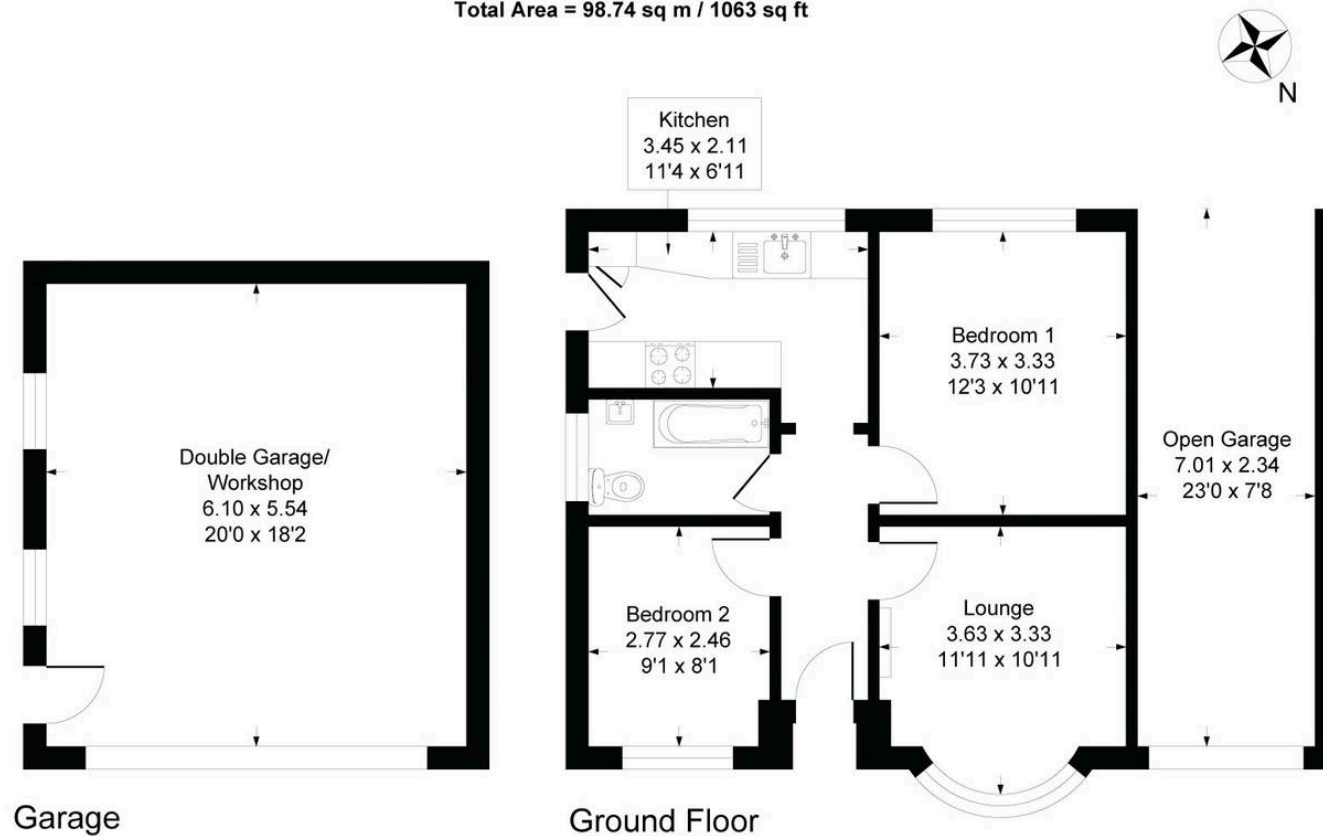 Total Area = 98.74 sq m / 1063 sq ft
N
Kitchen
3.45 x 2.11
11'4 x 6'11
Bedroom 1
3.73 x 3.33
12'3 x 10'11
Open Garage
7.01 x 2.34
23'0 x 7'8
Double Garage/
Workshop
6.10 x 5.54
20'0 x 18'2
Bedroom 2
2.77 x 2.46
9'1 x 8'1
Lounge
3.63 x 3.33
11'11 x 10'11
Garage
Ground Floor